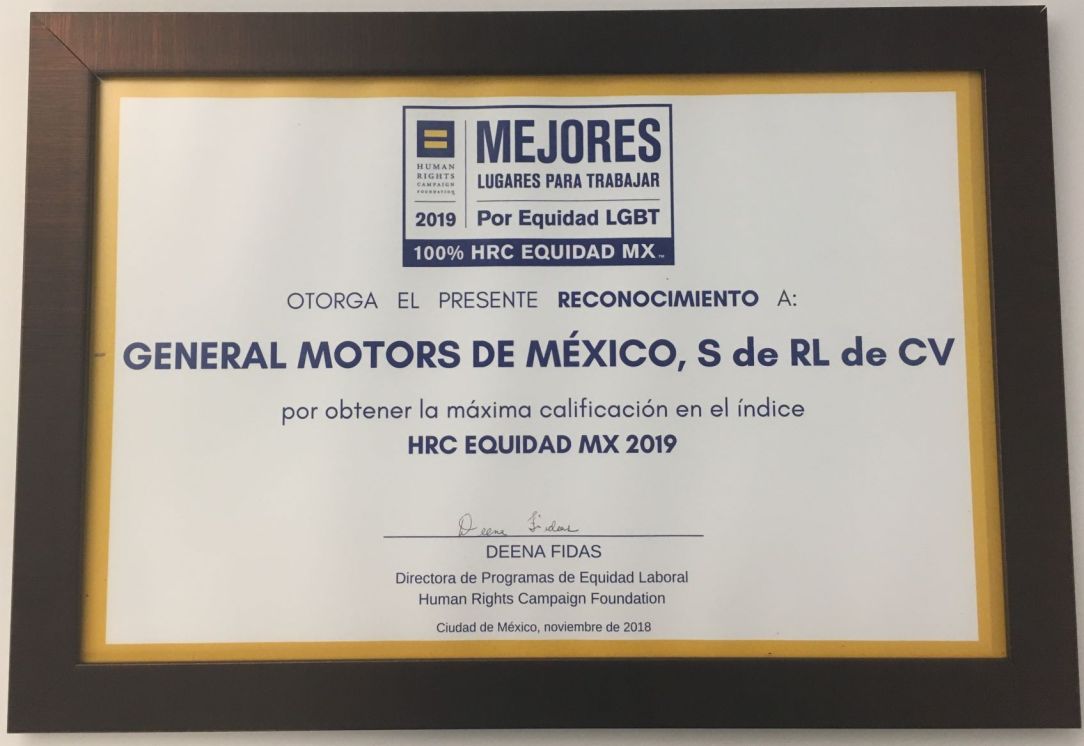 HUMAN
RIGHTS
CAMPAIGN
FOUNDATION
2019
MEJORES
LUGARES PARA TRABAJAR
Por Equidad LGBT
100% HRC EQUIDAD MX™
OTORGA EL PRESENTE RECONOCIMIENTO A:
GENERAL MOTORS DE MÉXICO, S de RL de CV
por obtener la máxima calificación en el índice
HRC EQUIDAD MX 2019
Deena Fidas
DEENA FIDAS
Directora de Programas de Equidad Laboral
Human Rights Campaign Foundation
Ciudad de México, noviembre de 2018